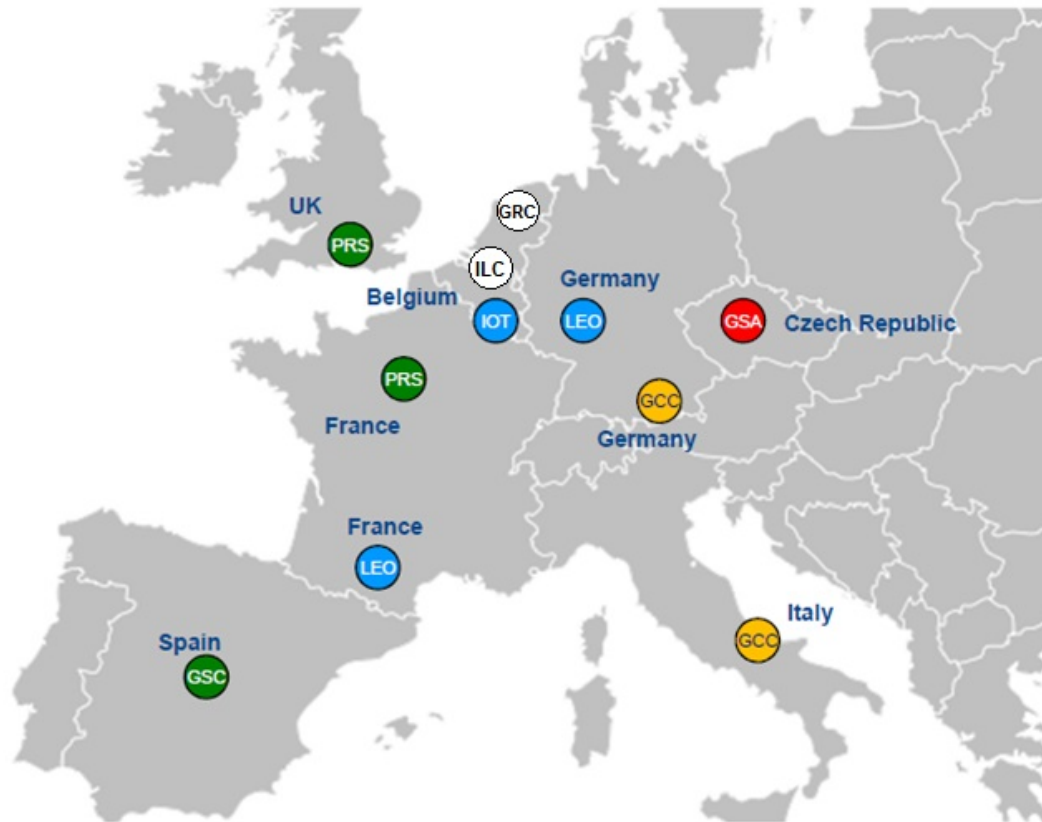 UK
GRC
PRS
ILC
Germany
Belgium
IOT
LEO
GSA
Czech Republic
PRS
GCC
France
Germany
France
LEO
Italy
Spain
GCC
GSC